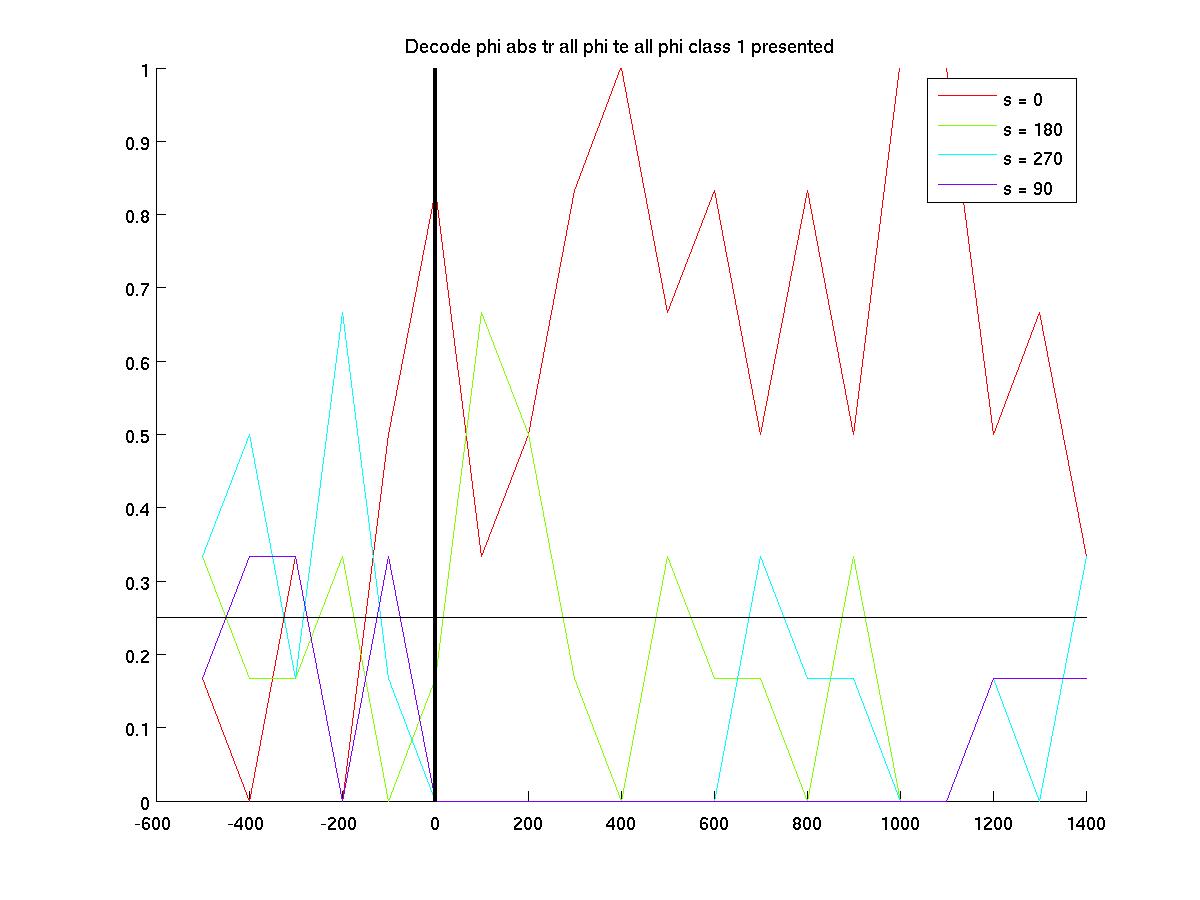 Decode phi abs tr all phi te all phi class 1 presented
s = 0
s = 180
s = 270
s = 90
1
0.9
0.8
0.7
0.6
0.5
0.4
0.3
0.2
0.1
0
-600 -400 -200 0 200 400 600 800 1000 1200 1400